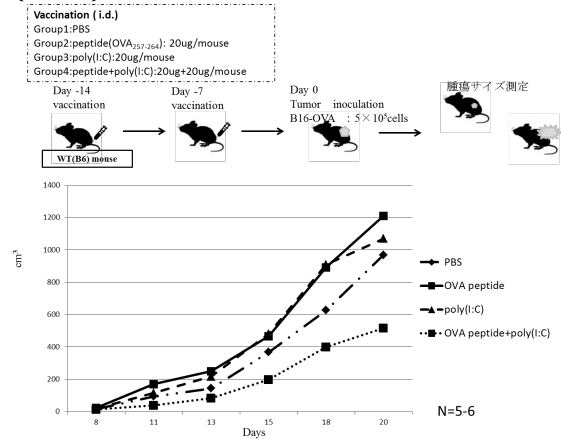 Vaccination ( i.d.)
Group1:PBS
Group2:peptide(OVA257-264): 20ug/mouse
Group3:poly(I:C):20ug/mouse
Group4:peptide+poly(I:C):20ug+20ug/mouse
Day -14
vaccination
Day -7
vaccination
Day 0
Tumor inoculation
B16-OVA : 5×10⁵cells
腫瘍サイズ測定
WT(B6) mouse
1400
1200
1000
800
600
400
200
0
cm³
8 11 13 15 18 20
Days
PBS
OVA peptide
poly(I:C)
OVA peptide+poly(I:C)
N=5-6